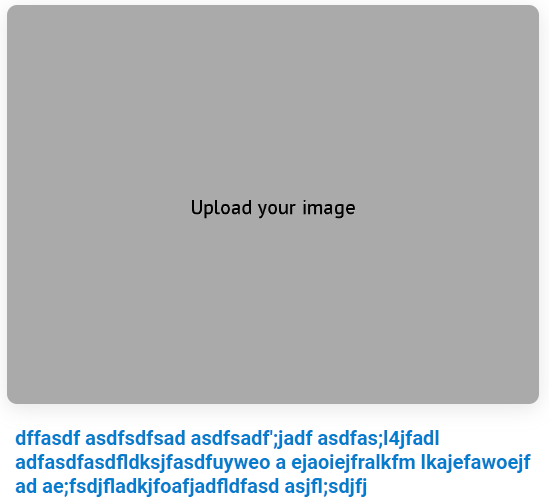 Upload your image
dffasdf asdfsdfsad asdfsadf';jadf asdfas;l4jfadl
adfasdfasdfldksjfasdfuyweo a ejaoiejfralkfm lkajefawoejf
ad ae;fsdjfladkjfoafjadfldfasd asjfl;sdjfj